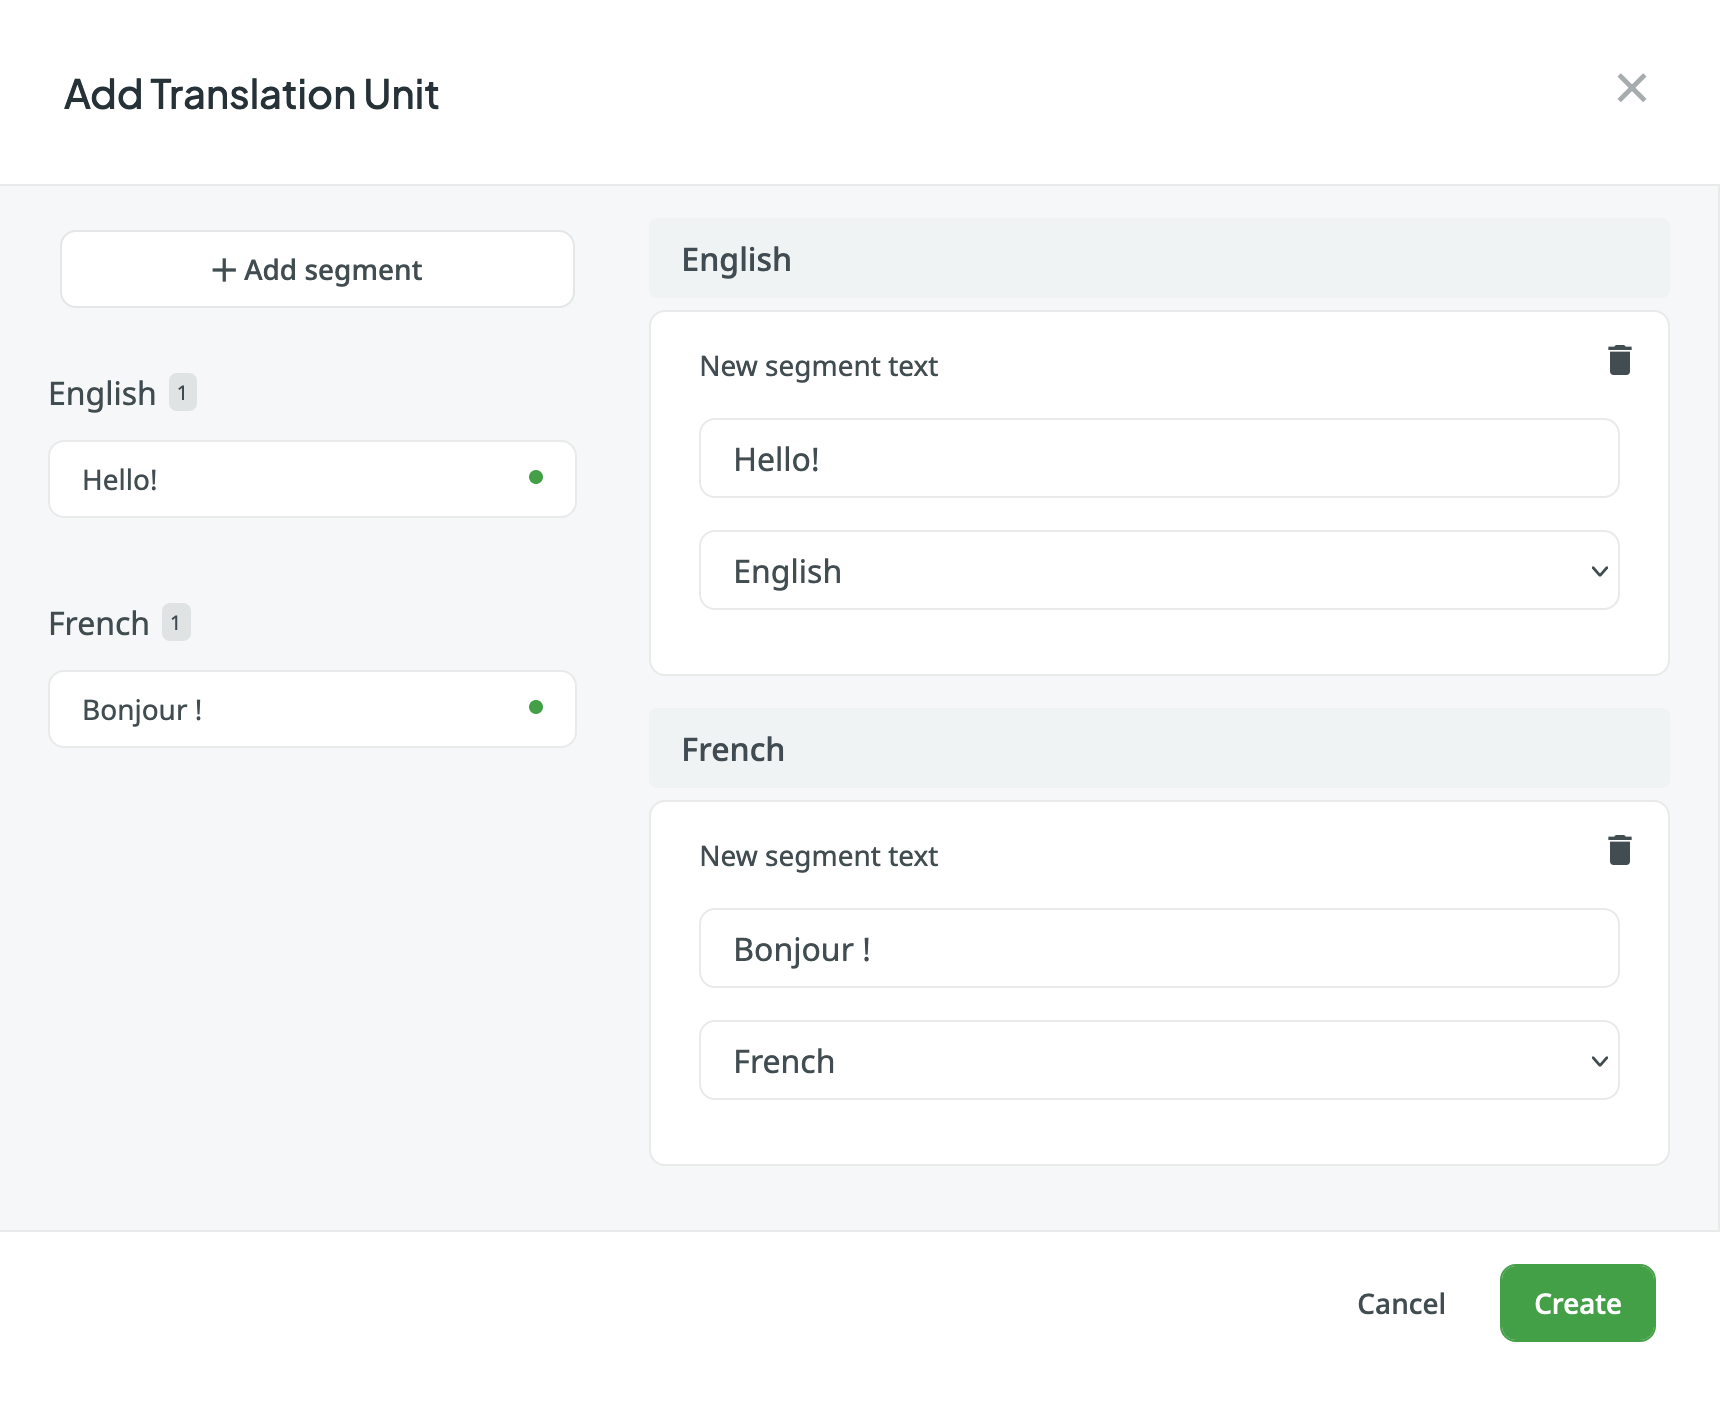 Add Translation Unit
+ Add segment
English 1
Hello!
French 1
Bonjour !
English
New segment text
Hello!
English
French
New segment text
Bonjour !
French
Cancel
Create